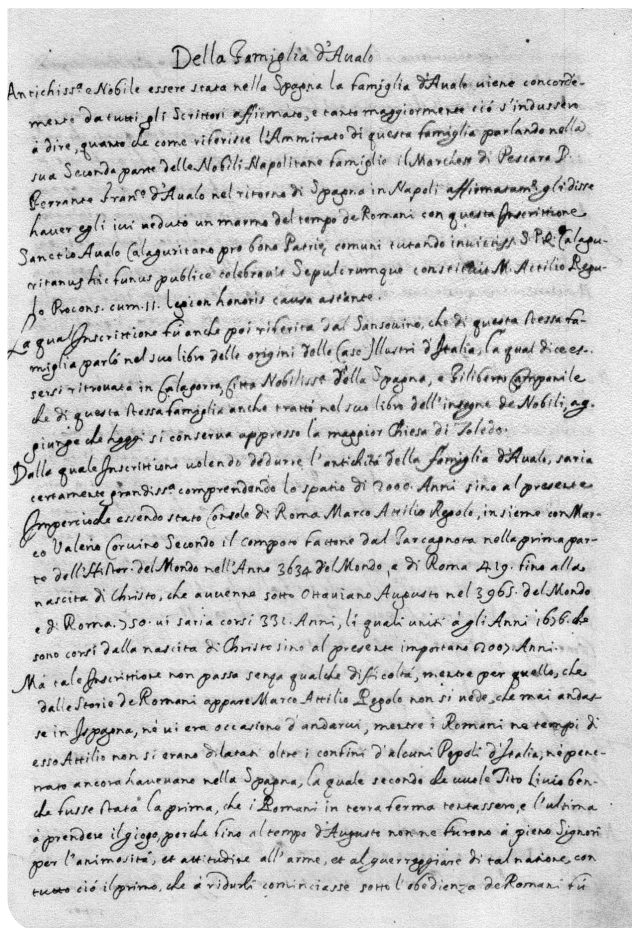 Della Famiglia d'Aualo
Antichiss.ª e Nobile essere stata nella Spagna la famiglia d'Aualo uiene concorde-
mente da tutti gli Scrittori affirmato, e tanto maggiormente ciò s'indussero
à dire, quanto che come riferisce l'Ammirato di questa famiglia parlando nella
sua Seconda parte delle Nobili Napolitane famiglie il Marchese di Pescara D.
Ferrante Fran.º d'Aualo nel ritorno di Spagna in Napoli affirmatam.te gli disse
hauer egli iui ueduto un marmo del tempo de Romani con questa Inscrittione
Sanctio Aualo Calaguritano pro bono Patrię comuni tutando inuictiss. S.P.Q. Calagu-
ritanus hic funus publice celebrauit Sepulcrumque constituit M. Attilio Regu-
lo Procons. cum .II. legion honoris causa astante.
La qual Inscrittione fù anche poi riferita dal Sansouino, che di questa stessa fa-
miglia parlò nel suo libro delle origini delle Case Illustri d'Italia, la qual dice es-
sersi ritrouata in Calagorra Città Nobiliss.ª della Spagna, e Filiberto Campanile
che di questa stessa famiglia anche trattò nel suo libro dell'insegne de Nobili, ag-
giunge che hoggi si conserua appresso la maggior Chiesa di Toledo.
Dalla quale Inscrittione uolendo dedurre l'antichità della famiglia d'Aualo, saria
certamente grandiss.ª comprendendo lo spatio di 2000. Anni sino al presente
Impercioche essendo stato Consolo di Roma Marco Attilio Regolo, insieme con Mar-
co Valerio Coruino Secondo il computo fattone dal Tarcagnota nella prima par-
te dell'Histor. del Mondo nell'Anno 3634 del Mondo, e di Roma 419. fino alla
nascita di Christo, che auuenne sotto Ottauiano Augusto nel 3965. del Mondo
e di Roma .750. ui saria corsi 331. Anni, li quali uniti à gli Anni 1676. che
sono corsi dalla nascita di Christo sino al presente importano 2007. Anni.
Mà tale Inscrittione non passa senza qualche difficoltà, mentre per quello, che
dalle Storie de Romani appare Marco Attilio Regolo non si uede, che mai andas-
se in Ispagna, nè ui era occasione d'andarui, mentre i Romani ne tempi di
esso Attilio non si erano dilatati oltre i confini d'alcuni Popoli d'Italia, nè pene-
trato ancora haueuano nella Spagna, la quale secondo che uuole Tito Liuio ben-
che fusse stata la prima, che i Romani in terra ferma tentassero, e l'ultima
à prendere il giogo, perche fino al tempo d'Augusto non ne furono à pieno Signori
per l'animosità, et attitudine all'arme, et al guerreggiare di tal natione, con
tutto ciò il primo, che à ridurli cominciasse sotto l'obedienza de Romani fù